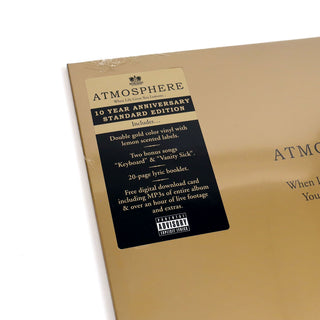 ATMOSPHERE
When Life Gives You Lemons...
10 YEAR ANNIVERSARY
STANDARD EDITION
Includes...
Double gold color vinyl with
lemon scented labels.
Two bonus songs
"Keyboard" & "Vanity Sick".
20-page lyric booklet.
Free digital download card
including MP3s of entire album
& over an hour of live footage
and extras.
PARENTAL
ADVISORY
EXPLICIT LYRICS
ATMO
When L
You